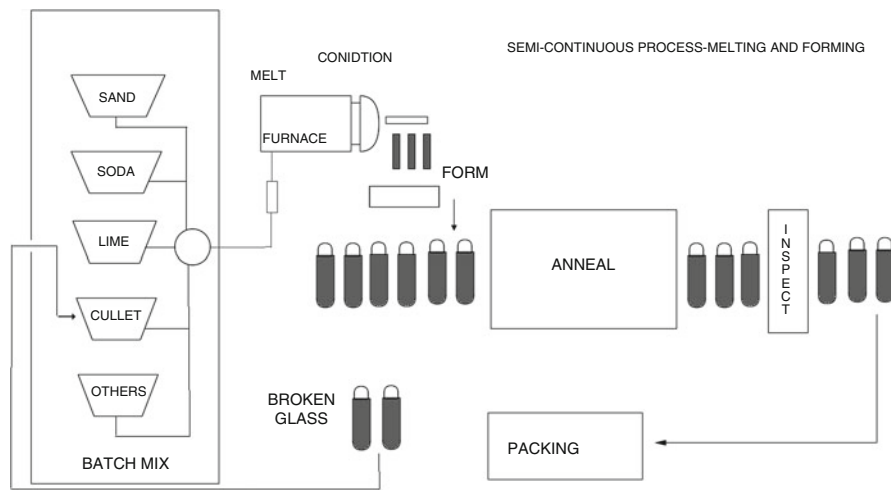 SEMI-CONTINUOUS PROCESS-MELTING AND FORMING
CONIDTION
MELT
SAND
FURNACE
SODA
FORM
LIME
ANNEAL
INSPECT
CULLET
OTHERS
BROKEN
GLASS
PACKING
BATCH MIX